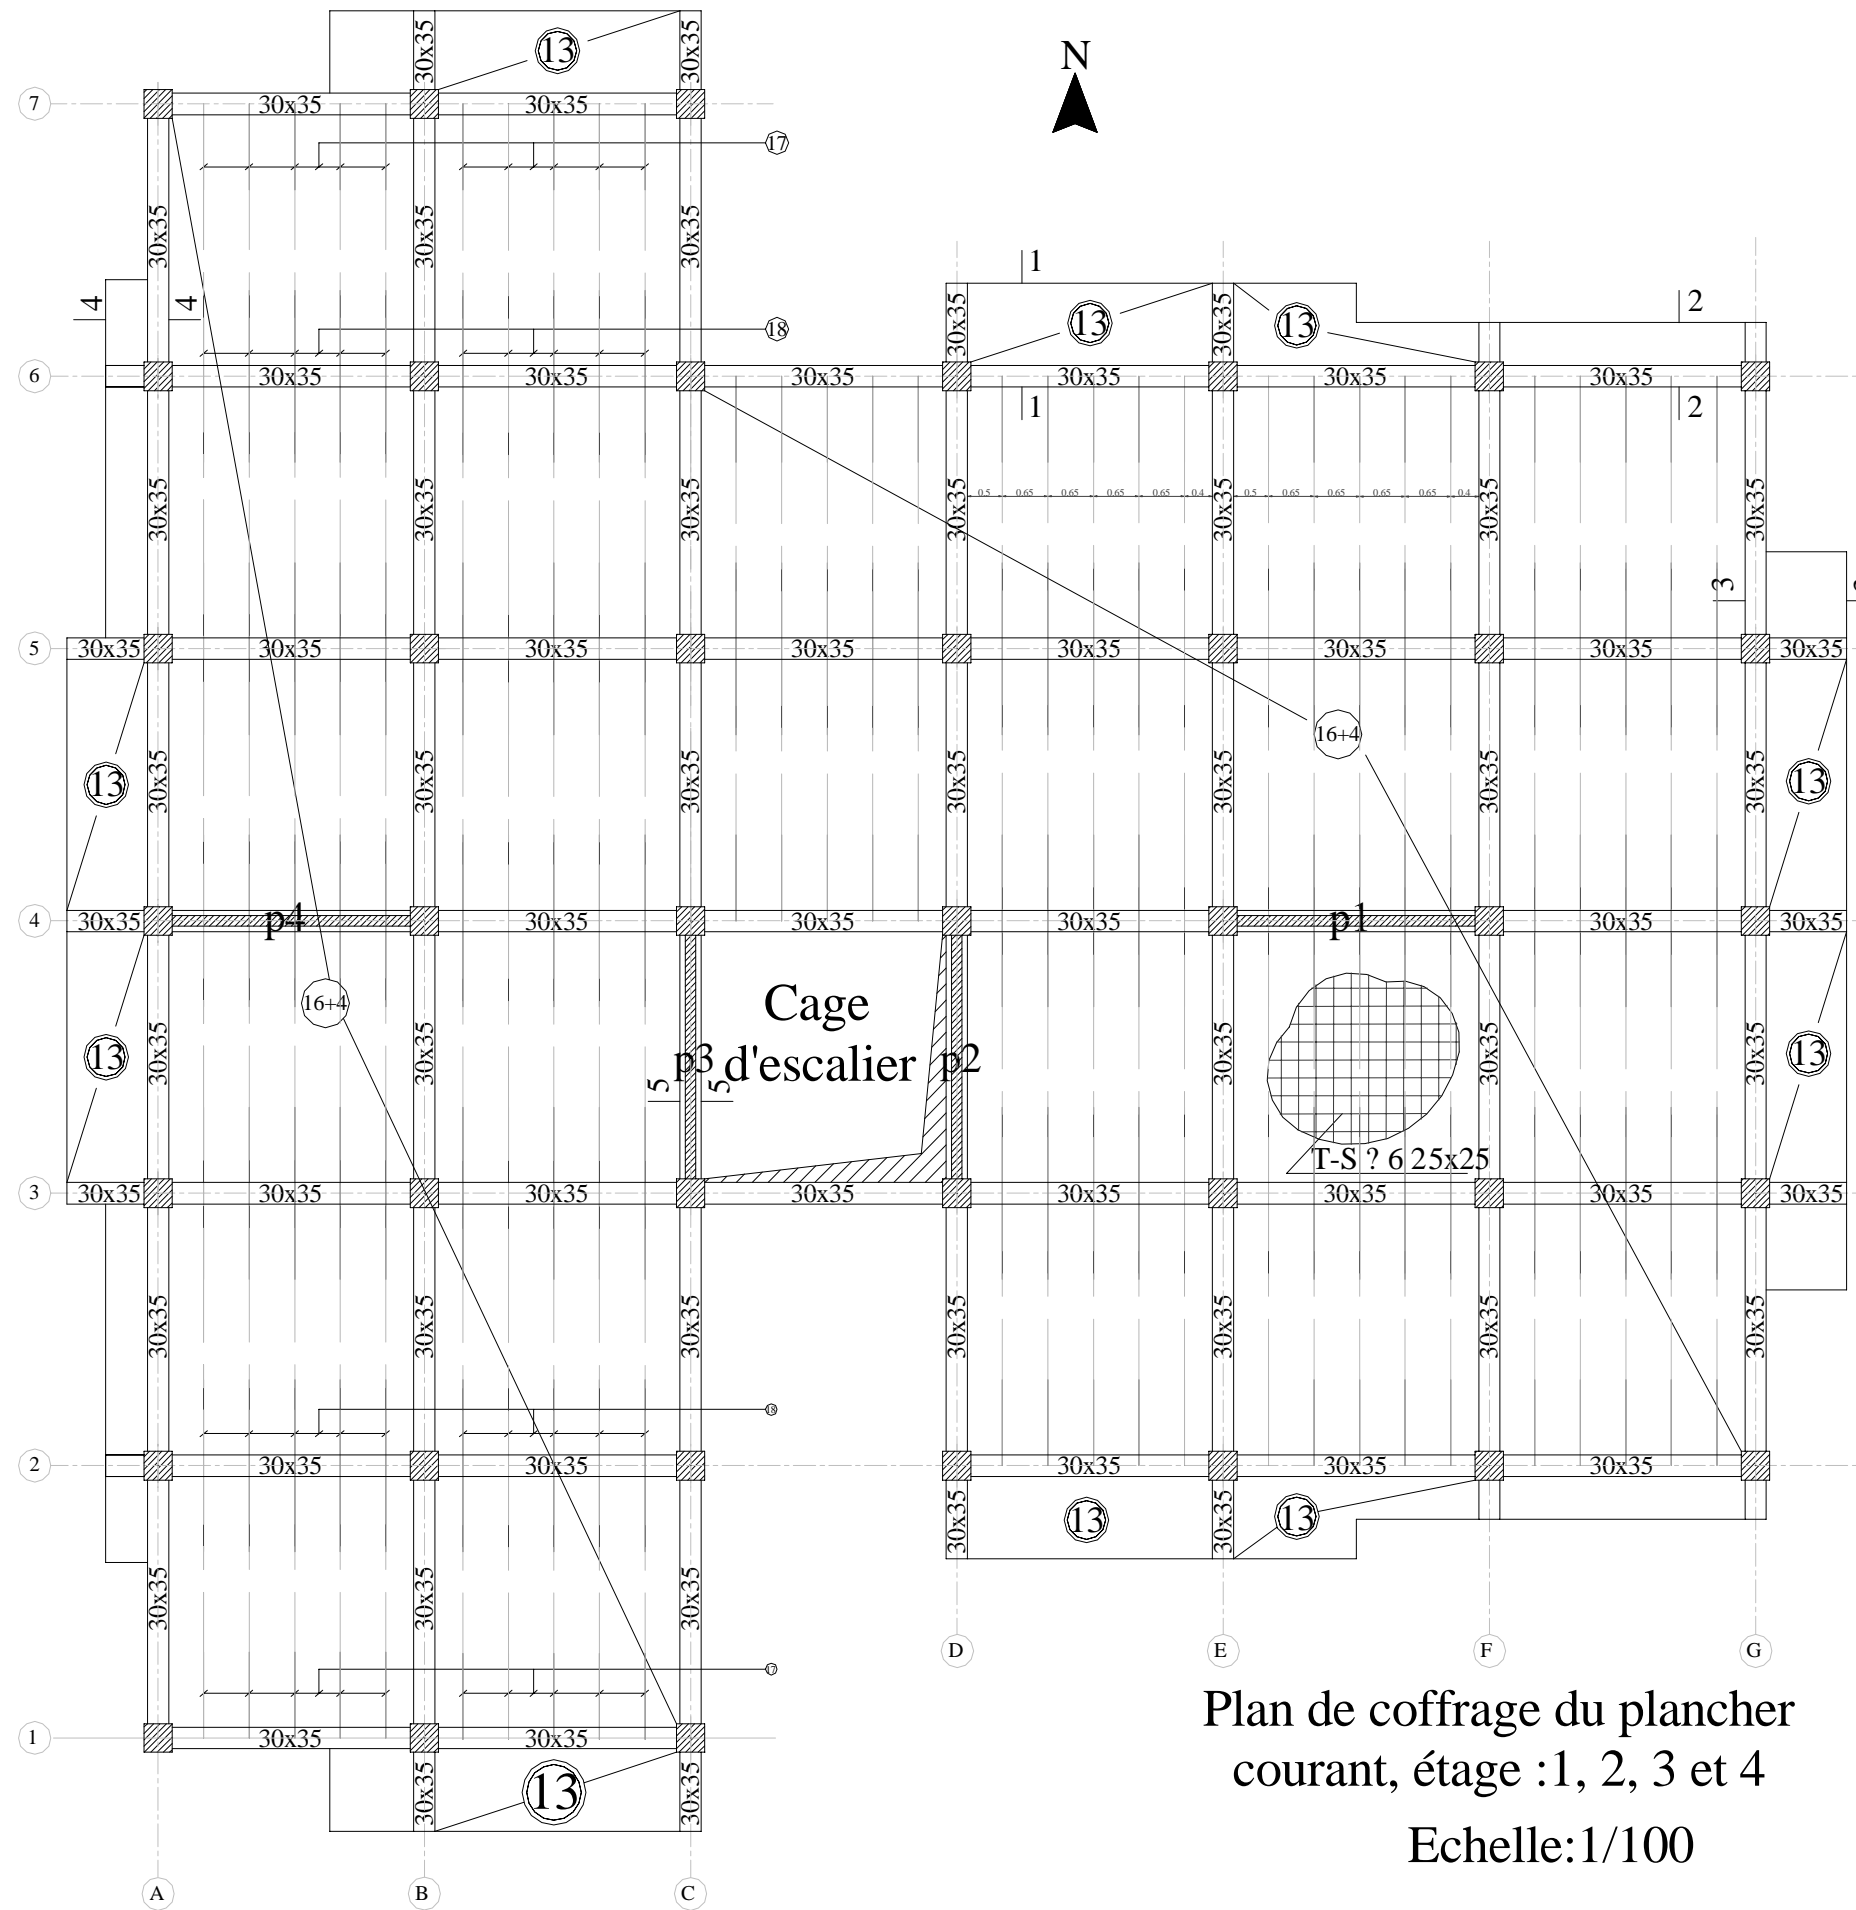 13
30x35 30x35
N
7 30x35 30x35
17
30x35 30x35 30x35
1
4 4 2
18
30x35 30x35
13 13
6 30x35 30x35 30x35 30x35 30x35 30x35
1 2
0.5 0.65 0.65 0.65 0.65 0.4 0.5 0.65 0.65 0.65 0.65 0.4
30x35 30x35 30x35 30x35 30x35 30x35 30x35
3
5 30x35 30x35 30x35 30x35 30x35 30x35 30x35 30x35
16+4
13 30x35 30x35 30x35 30x35 30x35 30x35 13
4 30x35 p4 30x35 30x35 30x35 p1 30x35 30x35
16+4 Cage
13 30x35 30x35 p3 d'escalier p2 30x35 30x35 30x35 13
5 5
T-S ? 6 25x25
3 30x35 30x35 30x35 30x35 30x35 30x35 30x35 30x35
30x35 30x35 30x35 30x35 30x35 30x35 30x35
18
2 30x35 30x35 30x35 30x35 30x35
30x35 13 30x35 13
30x35 30x35 30x35
D E F G
17
1 30x35 30x35
13
30x35 30x35
A B C
Plan de coffrage du plancher
courant, étage :1, 2, 3 et 4
Echelle:1/100